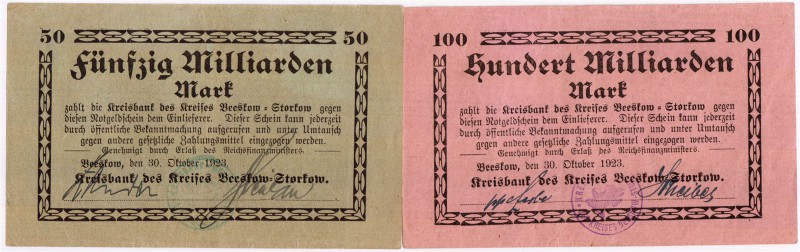 50 50
Fünfzig Milliarden
Mark
zahlt die Kreisbank des Kreises Beeskow=Storkow gegen
diesen Notgeldschein dem Einlieferer. Dieser Schein kann jederzeit
durch öffentliche Bekanntmachung aufgerufen und unter Umtausch
gegen andere gesetzliche Zahlungsmittel eingezogen werden.
Genehmigt durch Erlaß des Reichsfinanzministers.
Beeskow, den 30. Oktober 1923.
Kreisbank des Kreises Beeskow=Storkow.
100 100
Hundert Milliarden
Mark
zahlt die Kreisbank des Kreises Beeskow=Storkow gegen
diesen Notgeldschein dem Einlieferer. Dieser Schein kann jederzeit
durch öffentliche Bekanntmachung aufgerufen und unter Umtausch
gegen andere gesetzliche Zahlungsmittel eingezogen werden.
Genehmigt durch Erlaß des Reichsfinanzministers.
Beeskow, den 30. Oktober 1923.
Kreisbank des Kreises Beeskow=Storkow.